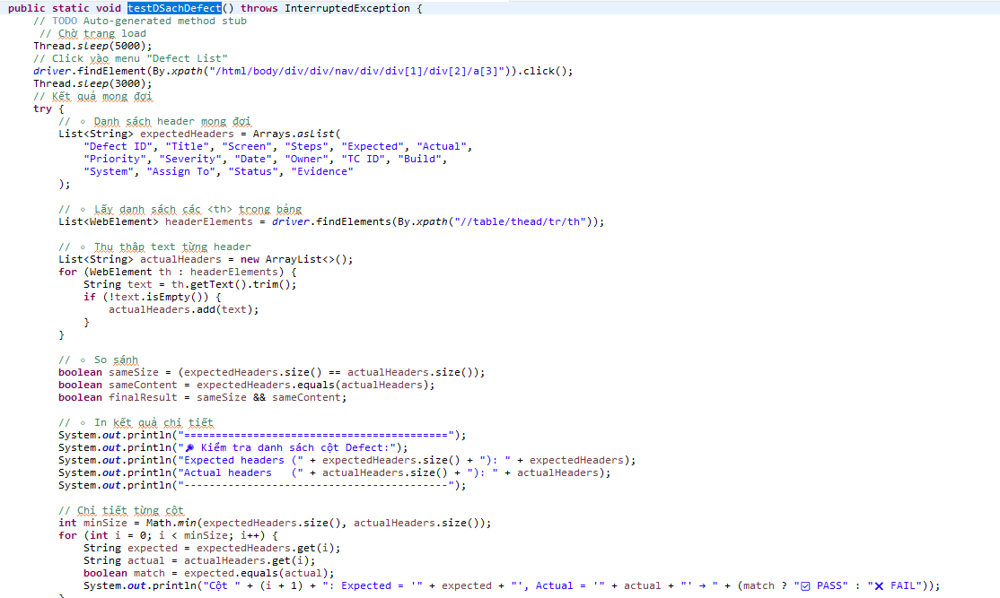 public static void testDSachDefect() throws InterruptedException {
// TODO Auto-generated method stub
// Chờ trang load
Thread.sleep(5000);
// Click vào menu "Defect List"
driver.findElement(By.xpath("/html/body/div/div/nav/div/div[1]/div[2]/a[3]")).click();
Thread.sleep(3000);
// Kết quả mong đợi
try {
// 🔹 Danh sách header mong đợi
List<String> expectedHeaders = Arrays.asList(
"Defect ID", "Title", "Screen", "Steps", "Expected", "Actual",
"Priority", "Severity", "Date", "Owner", "TC ID", "Build",
"System", "Assign To", "Status", "Evidence"
);
// 🔹 Lấy danh sách các <th> trong bảng
List<WebElement> headerElements = driver.findElements(By.xpath("//table/thead/tr/th"));
// 🔹 Thu thập text từng header
List<String> actualHeaders = new ArrayList<>();
for (WebElement th : headerElements) {
String text = th.getText().trim();
if (!text.isEmpty()) {
actualHeaders.add(text);
}
}
// 🔹 So sánh
boolean sameSize = (expectedHeaders.size() == actualHeaders.size());
boolean sameContent = expectedHeaders.equals(actualHeaders);
boolean finalResult = sameSize && sameContent;
// 🔹 In kết quả chi tiết
System.out.println("==========================================");
System.out.println("🔎 Kiểm tra danh sách cột Defect:");
System.out.println("Expected headers (" + expectedHeaders.size() + "): " + expectedHeaders);
System.out.println("Actual headers   (" + actualHeaders.size() + "): " + actualHeaders);
System.out.println("------------------------------------------");
// Chi tiết từng cột
int minSize = Math.min(expectedHeaders.size(), actualHeaders.size());
for (int i = 0; i < minSize; i++) {
String expected = expectedHeaders.get(i);
String actual = actualHeaders.get(i);
boolean match = expected.equals(actual);
System.out.println("Cột " + (i + 1) + ": Expected = '" + expected + "', Actual = '" + actual + "' → " + (match ? "☑ PASS" : "❌ FAIL"));
}